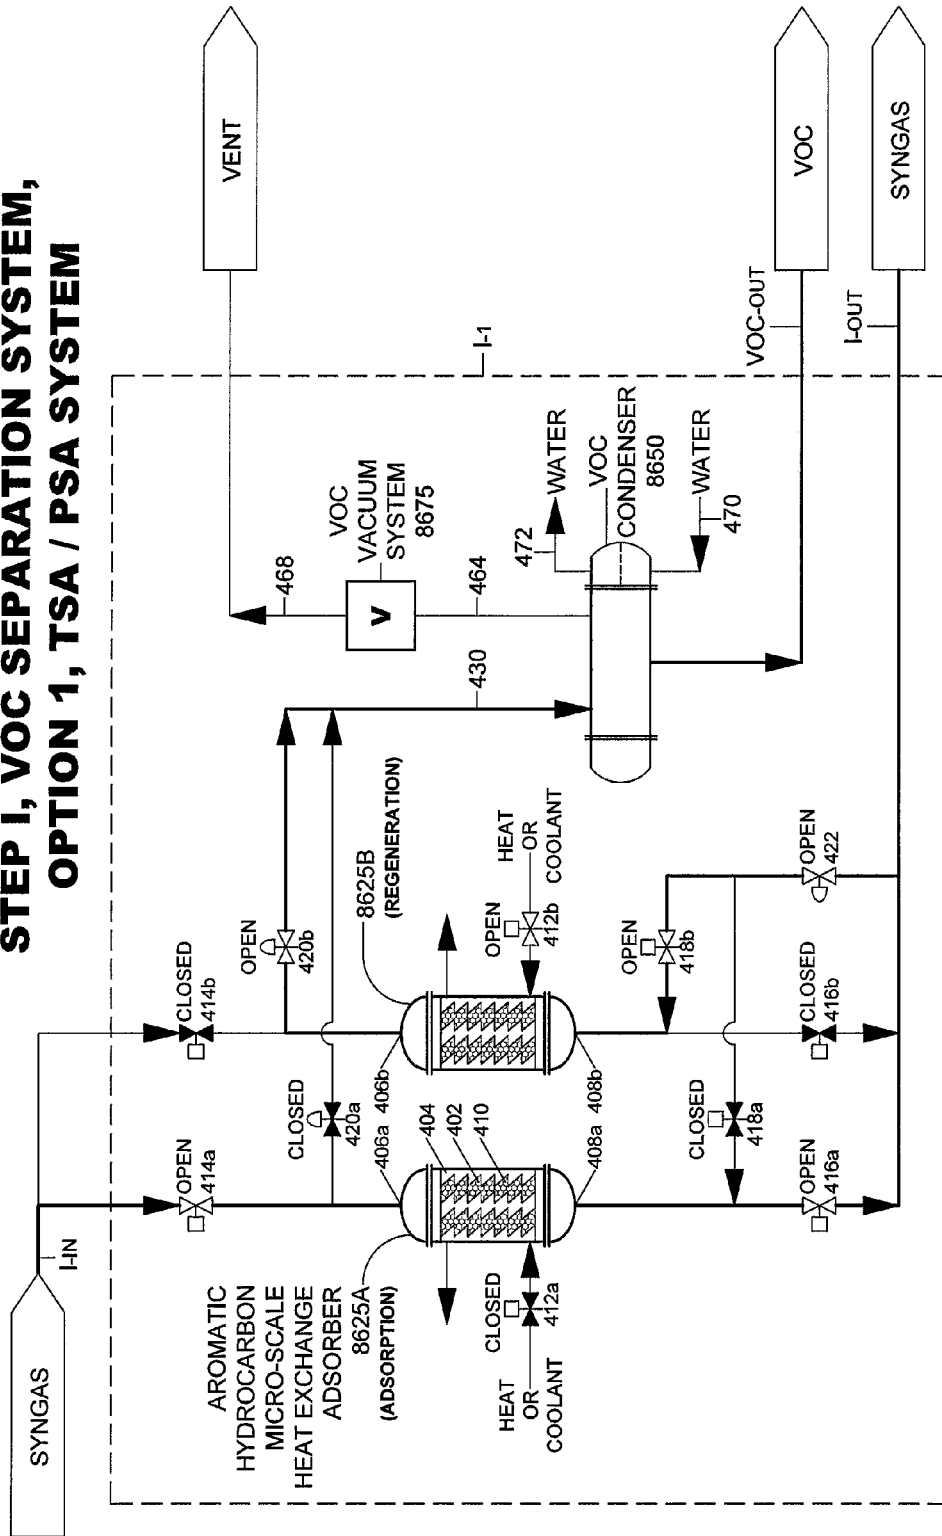 STEP I, VOC SEPARATION SYSTEM,
OPTION 1, TSA / PSA SYSTEM
SYNGAS
I-IN
VENT
VOC
SYNGAS
VOC-OUT
I-OUT
I-1
AROMATIC
HYDROCARBON
MICRO-SCALE
HEAT EXCHANGE
ADSORBER
8625A
(ADSORPTION)
8625B
(REGENERATION)
OPEN
414a
CLOSED
414b
CLOSED
420a
OPEN
420b
406a
406b
404
402
410
408a
408b
CLOSED
412a
HEAT
OR
COOLANT
OPEN
412b
HEAT
OR
COOLANT
CLOSED
418a
OPEN
418b
OPEN
416a
CLOSED
416b
OPEN
422
430
464
468
V
VOC
VACUUM
SYSTEM
8675
472
WATER
VOC
CONDENSER
8650
WATER
470